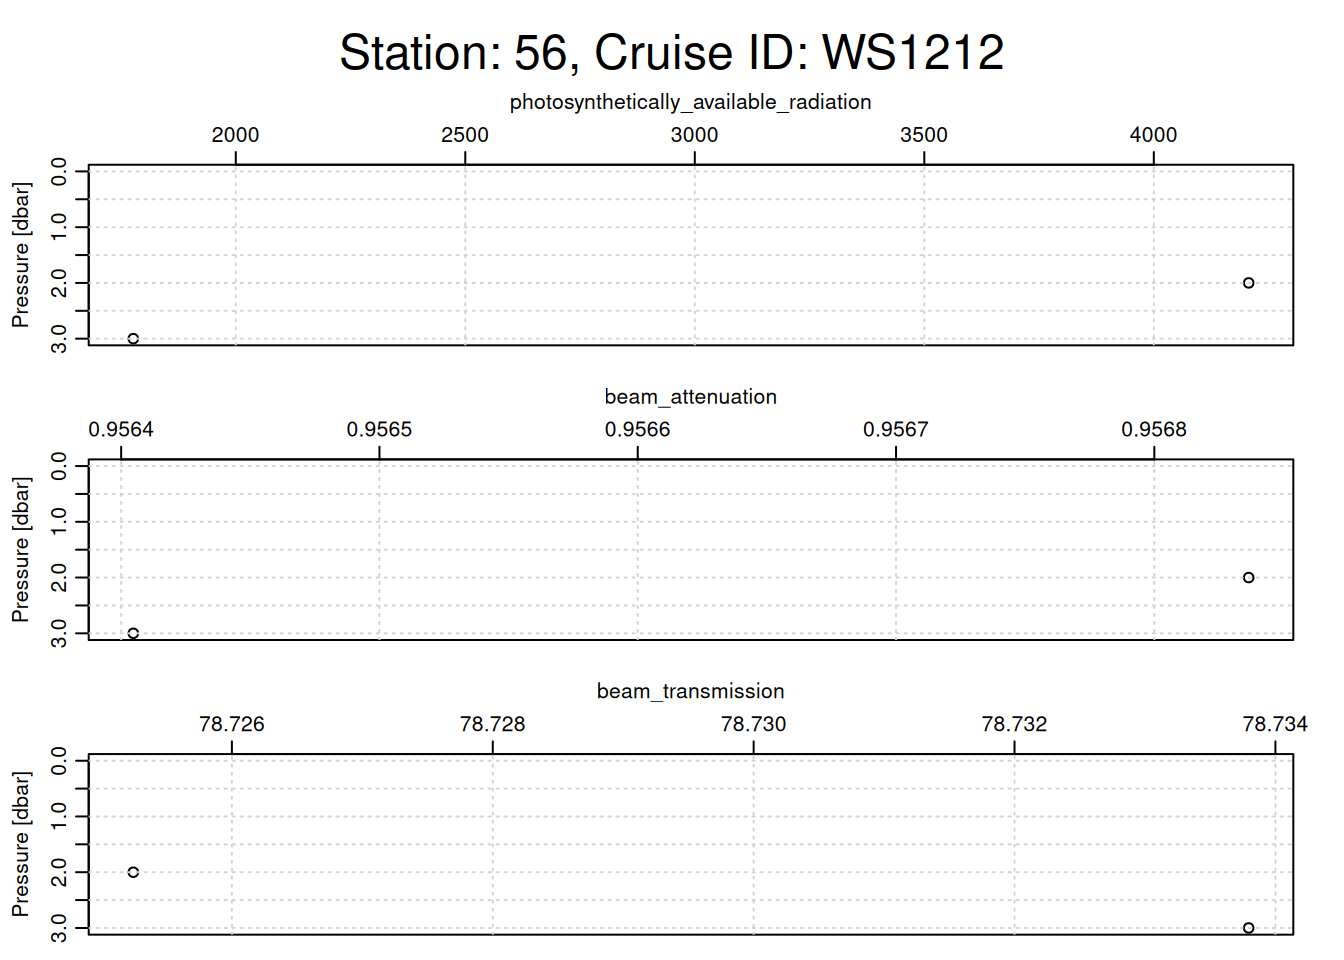 Station: 56, Cruise ID: WS1212
photosynthetically_available_radiation
2000 2500 3000 3500 4000
Pressure [dbar]
0.0
1.0
2.0
3.0
beam_attenuation
0.9564 0.9565 0.9566 0.9567 0.9568
Pressure [dbar]
0.0
1.0
2.0
3.0
beam_transmission
78.726 78.728 78.730 78.732 78.734
Pressure [dbar]
0.0
1.0
2.0
3.0